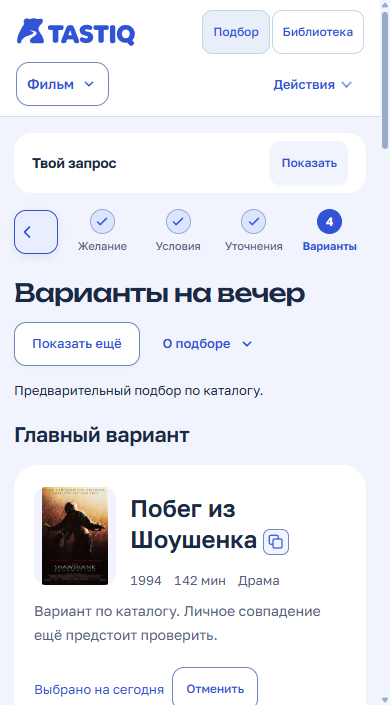 TASTIQ
Подбор
Библиотека
Фильм
Действия
Твой запрос
Показать
4
Желание
Условия
Уточнения
Варианты
Варианты на вечер
Показать ещё
О подборе
Предварительный подбор по каталогу.
Главный вариант
Побег из
Шоушенка
SHAWSHANK
1994 142 мин Драма
Вариант по каталогу. Личное совпадение
ещё предстоит проверить.
Выбрано на сегодня
Отменить